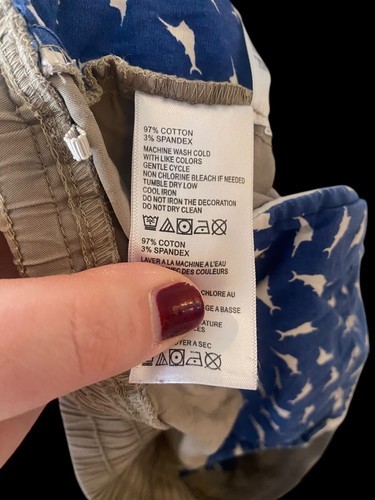 97% COTTON
3% SPANDEX
MACHINE WASH COLD
WITH LIKE COLORS
GENTLE CYCLE
NON CHLORINE BLEACH IF NEEDED
TUMBLE DRY LOW
COOL IRON
DO NOT IRON THE DECORATION
DO NOT DRY CLEAN
97% COTON
3% SPANDEX
LAVER A LA MACHINE A L'EAU
DES COULEURS
CHLORE AU
A BASSE
A SEC